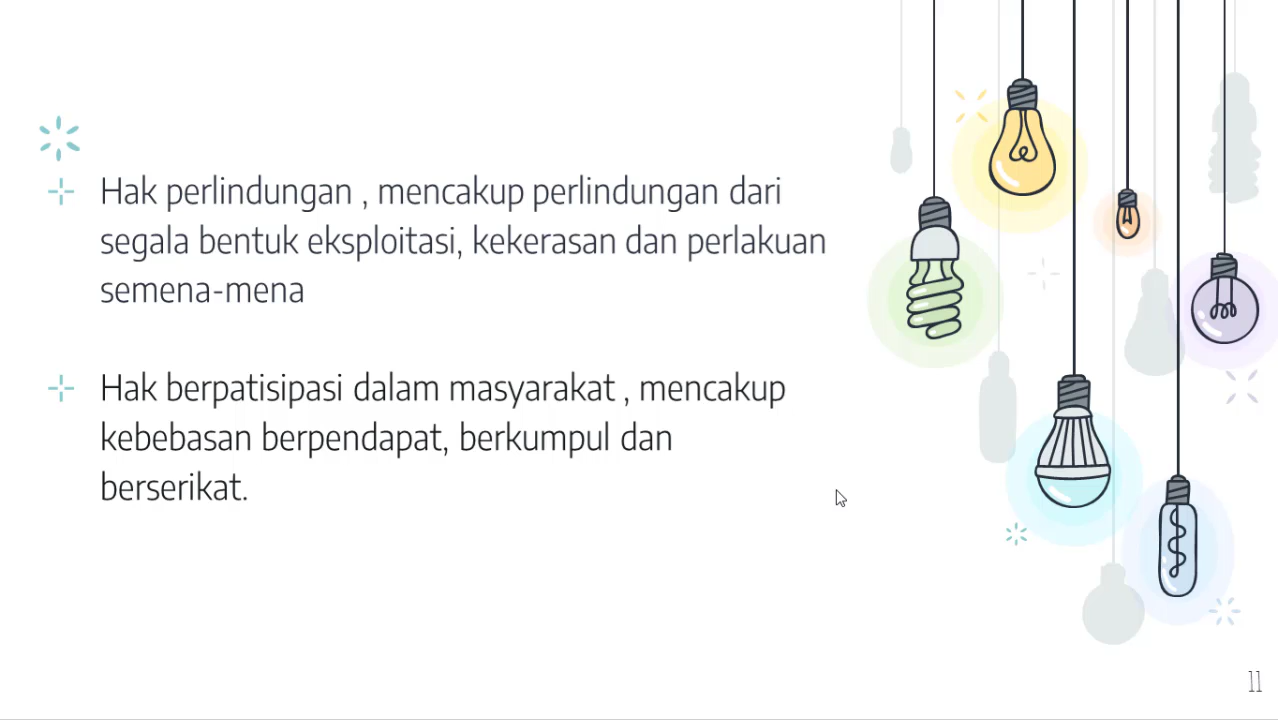 Hak perlindungan , mencakup perlindungan dari
segala bentuk eksploitasi, kekerasan dan perlakuan
semena-mena
Hak berpatisipasi dalam masyarakat , mencakup
kebebasan berpendapat, berkumpul dan
berserikat.
11